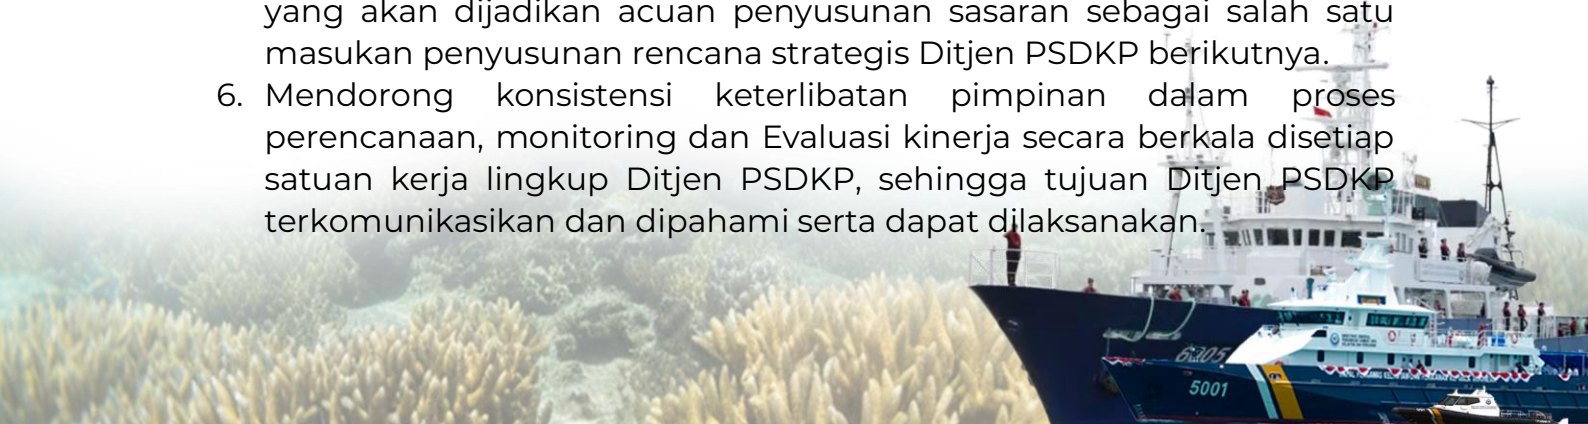 yang akan dijadikan acuan penyusunan sasaran sebagai salah satu
masukan penyusunan rencana strategis Ditjen PSDKP berikutnya.
6. Mendorong konsistensi keterlibatan pimpinan dalam proses
perencanaan, monitoring dan Evaluasi kinerja secara berkala disetiap
satuan kerja lingkup Ditjen PSDKP, sehingga tujuan Ditjen PSDKP
terkomunikasikan dan dipahami serta dapat dilaksanakan.
5001